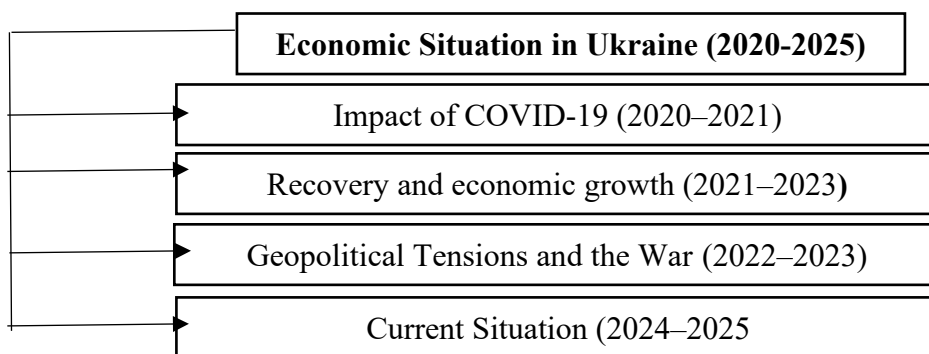 Economic Situation in Ukraine (2020-2025)
Impact of COVID-19 (2020–2021)
Recovery and economic growth (2021–2023)
Geopolitical Tensions and the War (2022–2023)
Current Situation (2024–2025